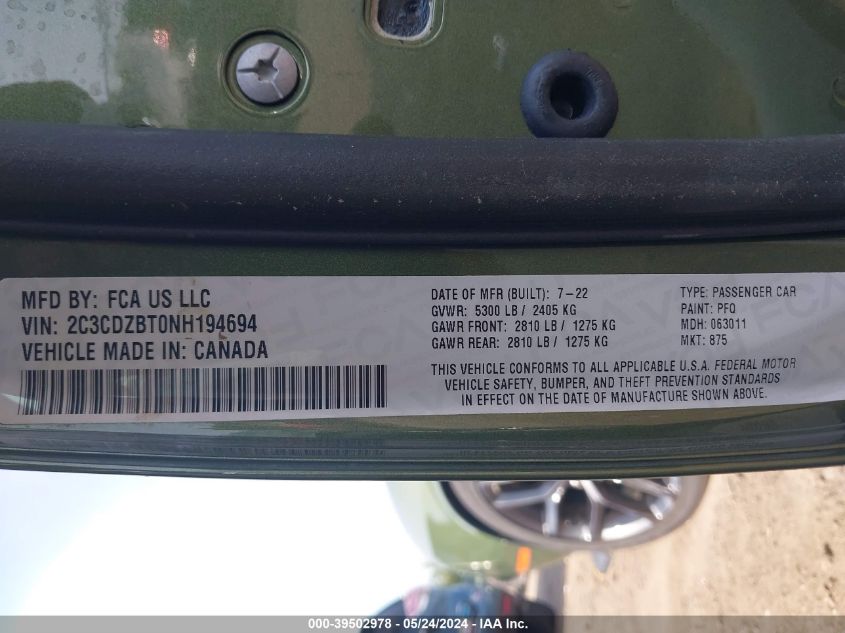 MFD BY: FCA US LLC
VIN: 2C3CDZBT0NH194694
VEHICLE MADE IN: CANADA
DATE OF MFR (BUILT): 7-22
GVWR: 5300 LB / 2405 KG
GAWR FRONT: 2810 LB / 1275 KG
GAWR REAR: 2810 LB / 1275 KG
TYPE: PASSENGER CAR
PAINT: PFQ
MDH: 063011
MKT: 875
THIS VEHICLE CONFORMS TO ALL APPLICABLE U.S.A. FEDERAL MOTOR
VEHICLE SAFETY, BUMPER, AND THEFT PREVENTION STANDARDS
IN EFFECT ON THE DATE OF MANUFACTURE SHOWN ABOVE.
000-39502978 - 05/24/2024 - IAA Inc.